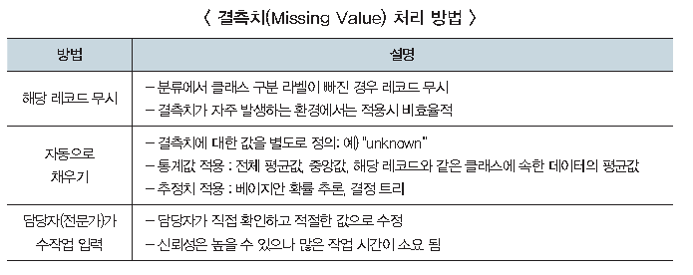 < 결측치(Missing Value) 처리 방법 >
방법
설명
해당 레코드 무시
– 분류에서 클래스 구분 라벨이 빠진 경우 레코드 무시
– 결측치가 자주 발생하는 환경에서는 적용시 비효율적
자동으로
채우기
– 결측치에 대한 값을 별도로 정의: 예) "unknown"
– 통계값 적용 : 전체 평균값, 중앙값, 해당 레코드와 같은 클래스에 속한 데이터의 평균값
– 추정치 적용 : 베이지안 확률 추론, 결정 트리
담당자(전문가)가
수작업 입력
– 담당자가 직접 확인하고 적절한 값으로 수정
– 신뢰성은 높을 수 있으나 많은 작업 시간이 소요 됨